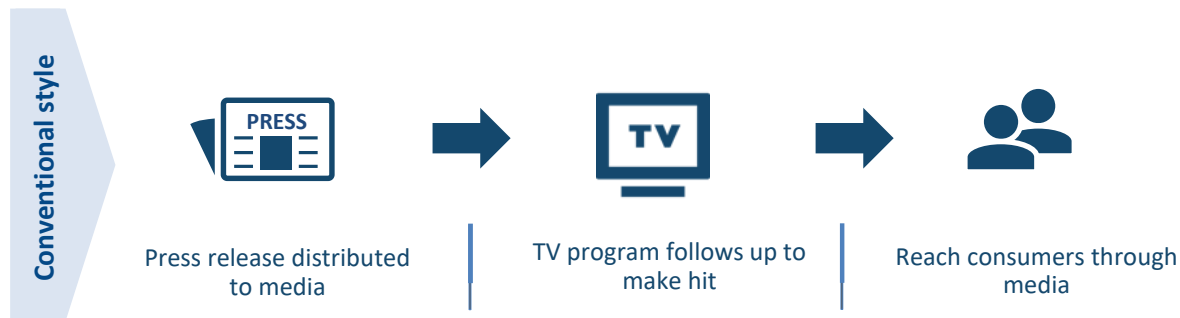 Conventional style
PRESS
TV
Press release distributed
to media
TV program follows up to
make hit
Reach consumers through
media